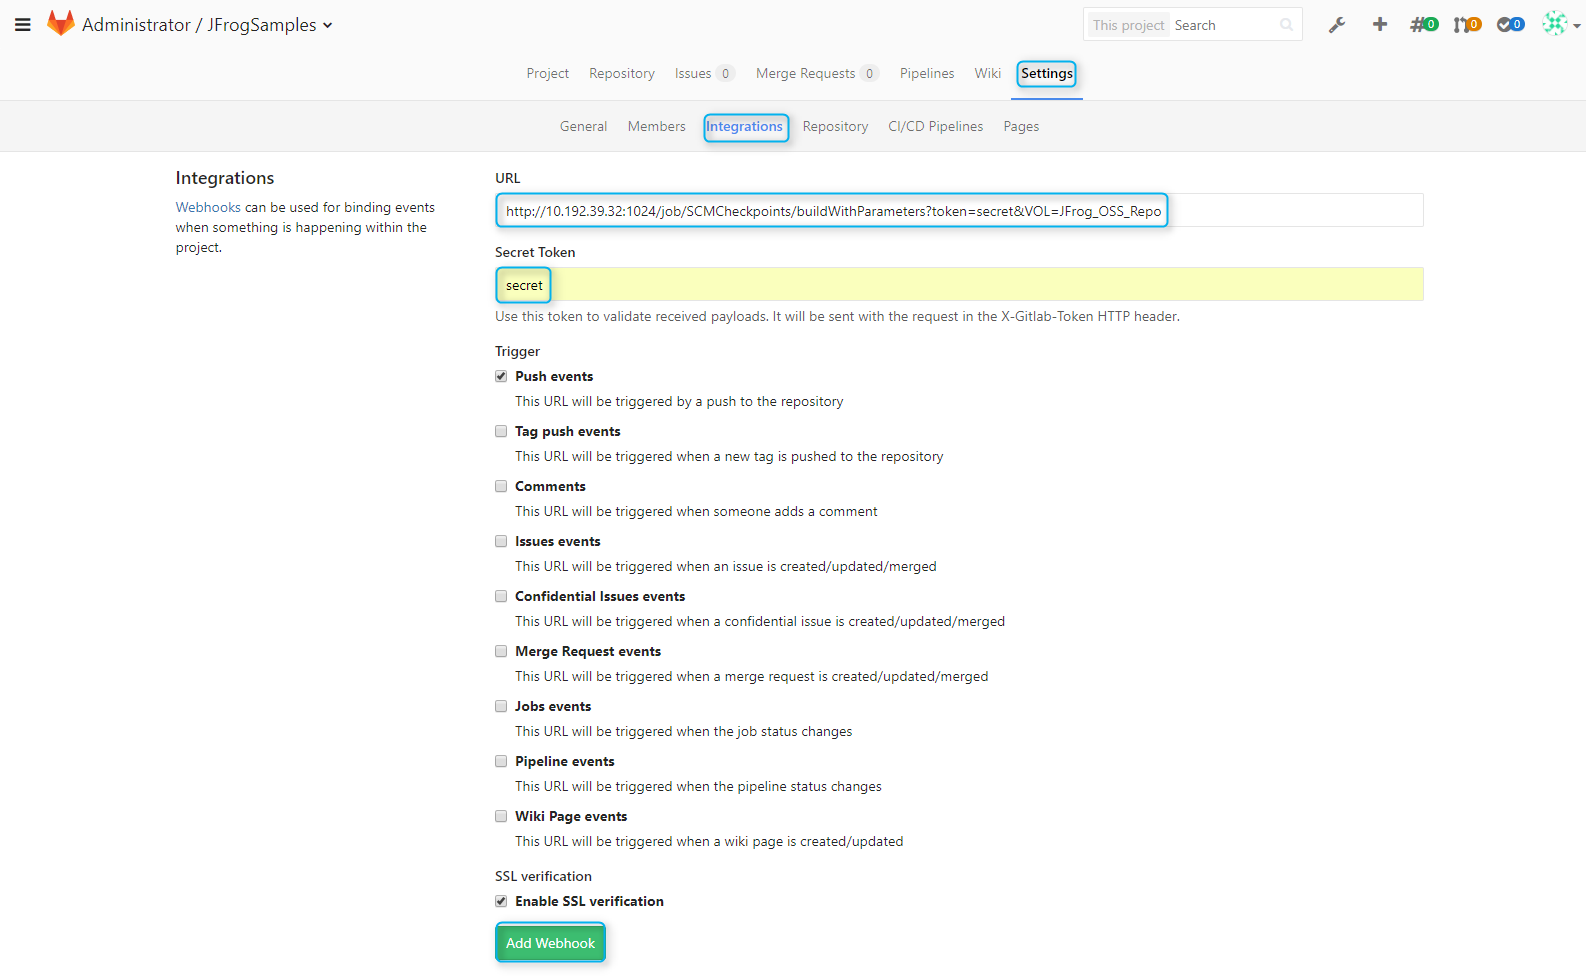 Administrator / JFrogSamples
This project Search
0 0 0
Project Repository Issues 0 Merge Requests 0 Pipelines Wiki Settings
General Members Integrations Repository CI/CD Pipelines Pages
Integrations
Webhooks can be used for binding events
when something is happening within the
project.
URL
http://10.192.39.32:1024/job/SCMCheckpoints/buildWithParameters?token=secret&VOL=JFrog_OSS_Repo
Secret Token
secret
Use this token to validate received payloads. It will be sent with the request in the X-Gitlab-Token HTTP header.
Trigger
Push events
This URL will be triggered by a push to the repository
Tag push events
This URL will be triggered when a new tag is pushed to the repository
Comments
This URL will be triggered when someone adds a comment
Issues events
This URL will be triggered when an issue is created/updated/merged
Confidential Issues events
This URL will be triggered when a confidential issue is created/updated/merged
Merge Request events
This URL will be triggered when a merge request is created/updated/merged
Jobs events
This URL will be triggered when the job status changes
Pipeline events
This URL will be triggered when the pipeline status changes
Wiki Page events
This URL will be triggered when a wiki page is created/updated
SSL verification
Enable SSL verification
Add Webhook